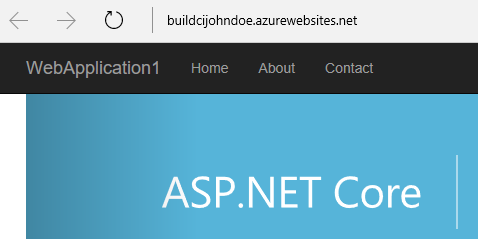 buildcijohndoe.azurewebsites.net
WebApplication1 Home About Contact
ASP.NET Core